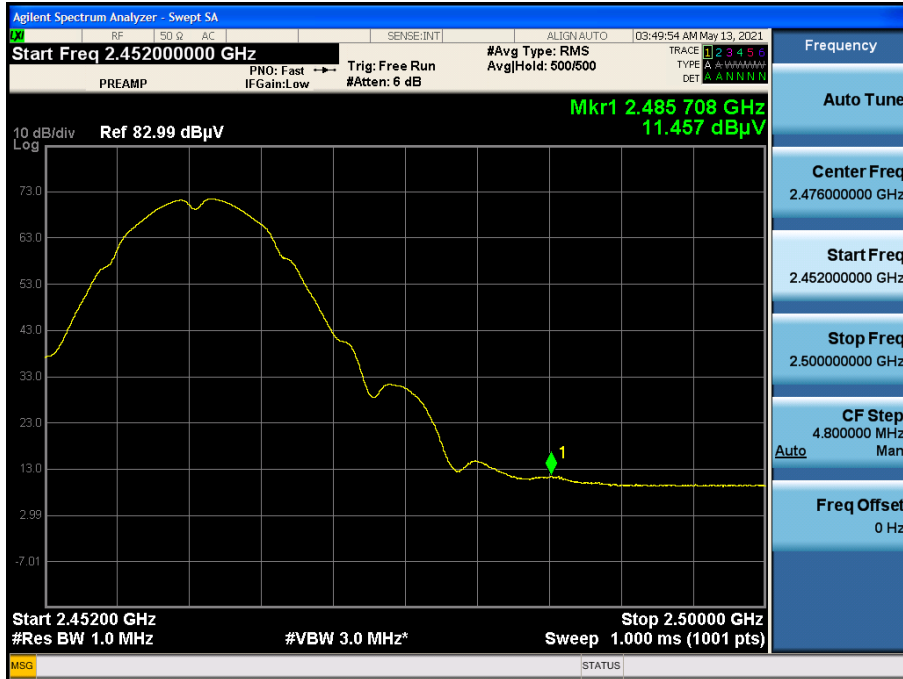 Agilent Spectrum Analyzer - Swept SA
LXI RF 50 Ω AC SENSE:INT ALIGN AUTO 03:49:54 AM May 13, 2021
Start Freq 2.452000000 GHz
PREAMP
PNO: Fast
IFGain:Low
Trig: Free Run
#Atten: 6 dB
#Avg Type: RMS
Avg|Hold: 500/500
TRACE 1 2 3 4 5 6
TYPE A A WWWW
DET A A N N N N
Mkr1 2.485 708 GHz
11.457 dBµV
10 dB/div
Log
Ref 82.99 dBµV
73.0
63.0
53.0
43.0
33.0
23.0
13.0
2.99
-7.01
1
Start 2.45200 GHz
#Res BW 1.0 MHz
#VBW 3.0 MHz*
Stop 2.50000 GHz
Sweep 1.000 ms (1001 pts)
MSG
STATUS
Frequency
Auto Tune
Center Freq
2.476000000 GHz
Start Freq
2.452000000 GHz
Stop Freq
2.500000000 GHz
CF Step
4.800000 MHz
Auto Man
Freq Offset
0 Hz